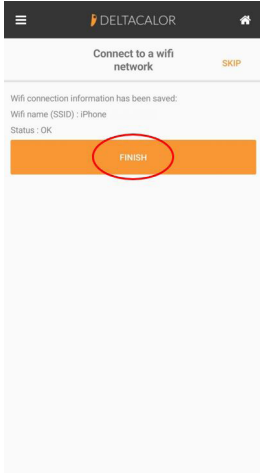 DELTACALOR
Connect to a wifi
network
SKIP
Wifi connection information has been saved:
Wifi name (SSID) : iPhone
Status : OK
FINISH